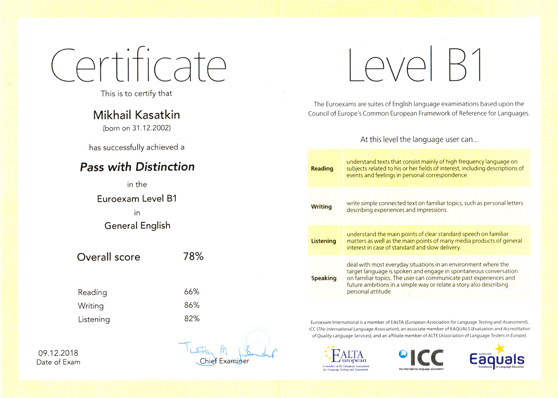 Certificate
This is to certify that
Mikhail Kasatkin
(born on 31.12.2002)
has successfully achieved a
Pass with Distinction
in the
Euroexam Level B1
in
General English
Overall score 78%
Reading 66%
Writing 86%
Listening 82%
09.12.2018
Date of Exam
Chief Examiner
Level B1
The Euroexams are suites of English language examinations based upon the
Council of Europe's Common European Framework of Reference for Languages.
At this level the language user can...
Reading
understand texts that consist mainly of high frequency language on
subjects related to his or her fields of interest, including descriptions of
events and feelings in personal correspondence.
Writing
write simple connected text on familiar topics, such as personal letters
describing experiences and impressions.
Listening
understand the main points of clear standard speech on familiar
matters as well as the main points of many media products of general
interest in case of standard and slow delivery.
Speaking
deal with most everyday situations in an environment where the
target language is spoken and engage in spontaneous conversation
on familiar topics. The user can communicate past experiences and
future ambitions in a simple way or relate a story also describing
personal attitude.
Euroexam International is a member of EALTA (European Association for Language Testing and Assessment),
ICC (The International Language Association), an associate member of EAQUALS (Evaluation and Accreditation
of Quality Language Services), and an affiliate member of ALTE (Association of Language Testers in Europe).
EALTA
european
A member of the European Association
for Language Testing and Assessment
ICC
the international language association
Eaquals
Excellence in Language Education